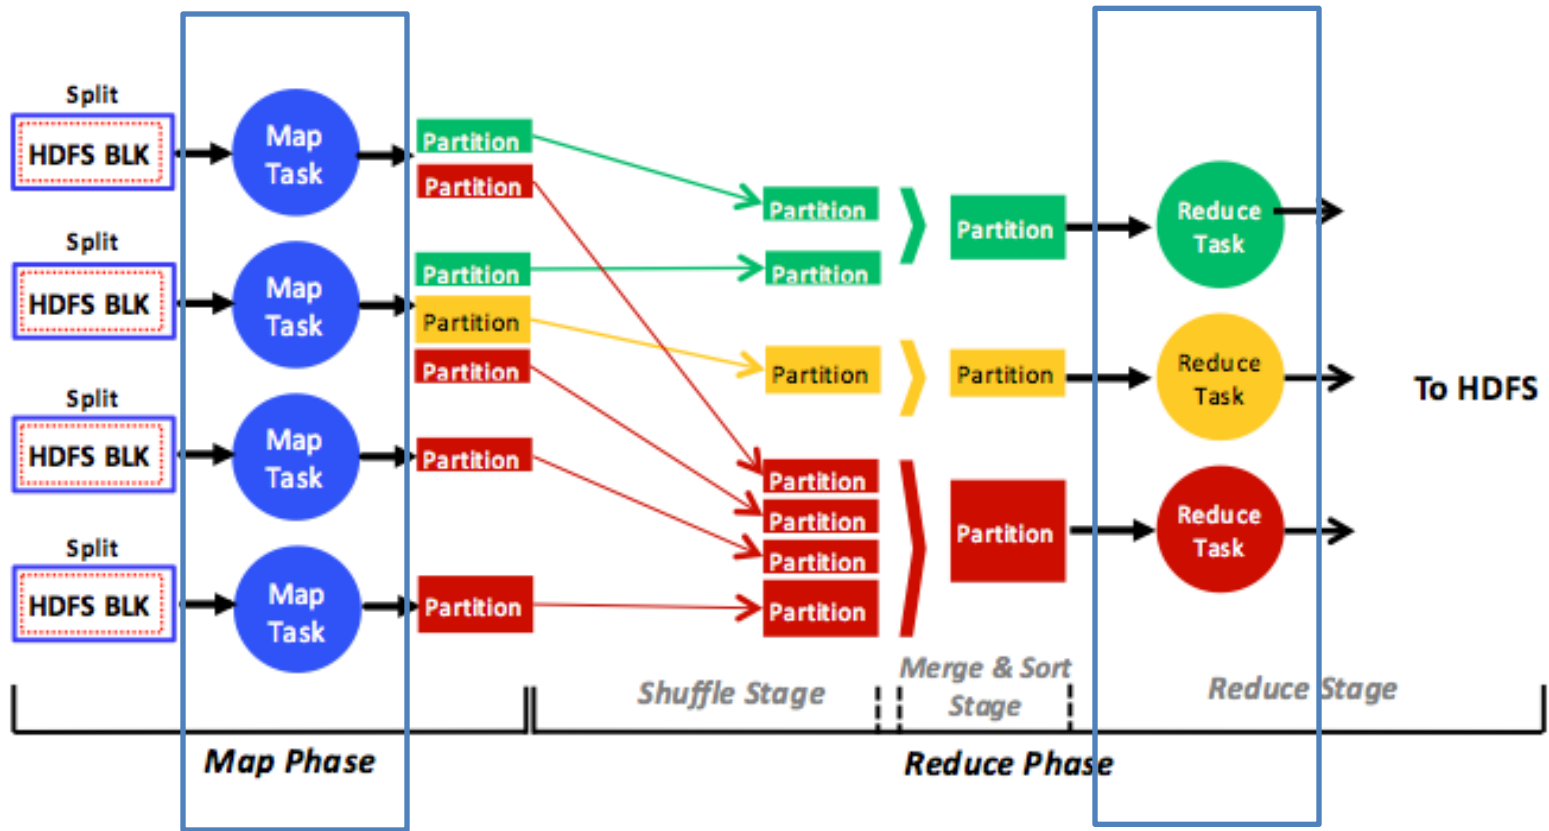 Split
HDFS BLK
Map
Task
Partition
Partition
Split
HDFS BLK
Map
Task
Partition
Partition
Partition
Split
HDFS BLK
Map
Task
Partition
Split
HDFS BLK
Map
Task
Partition
Partition
Partition
Partition
Partition
Partition
Partition
Partition
Partition
Partition
Partition
Reduce
Task
Reduce
Task
Reduce
Task
To HDFS
Shuffle Stage
Merge & Sort
Stage
Reduce Stage
Map Phase
Reduce Phase